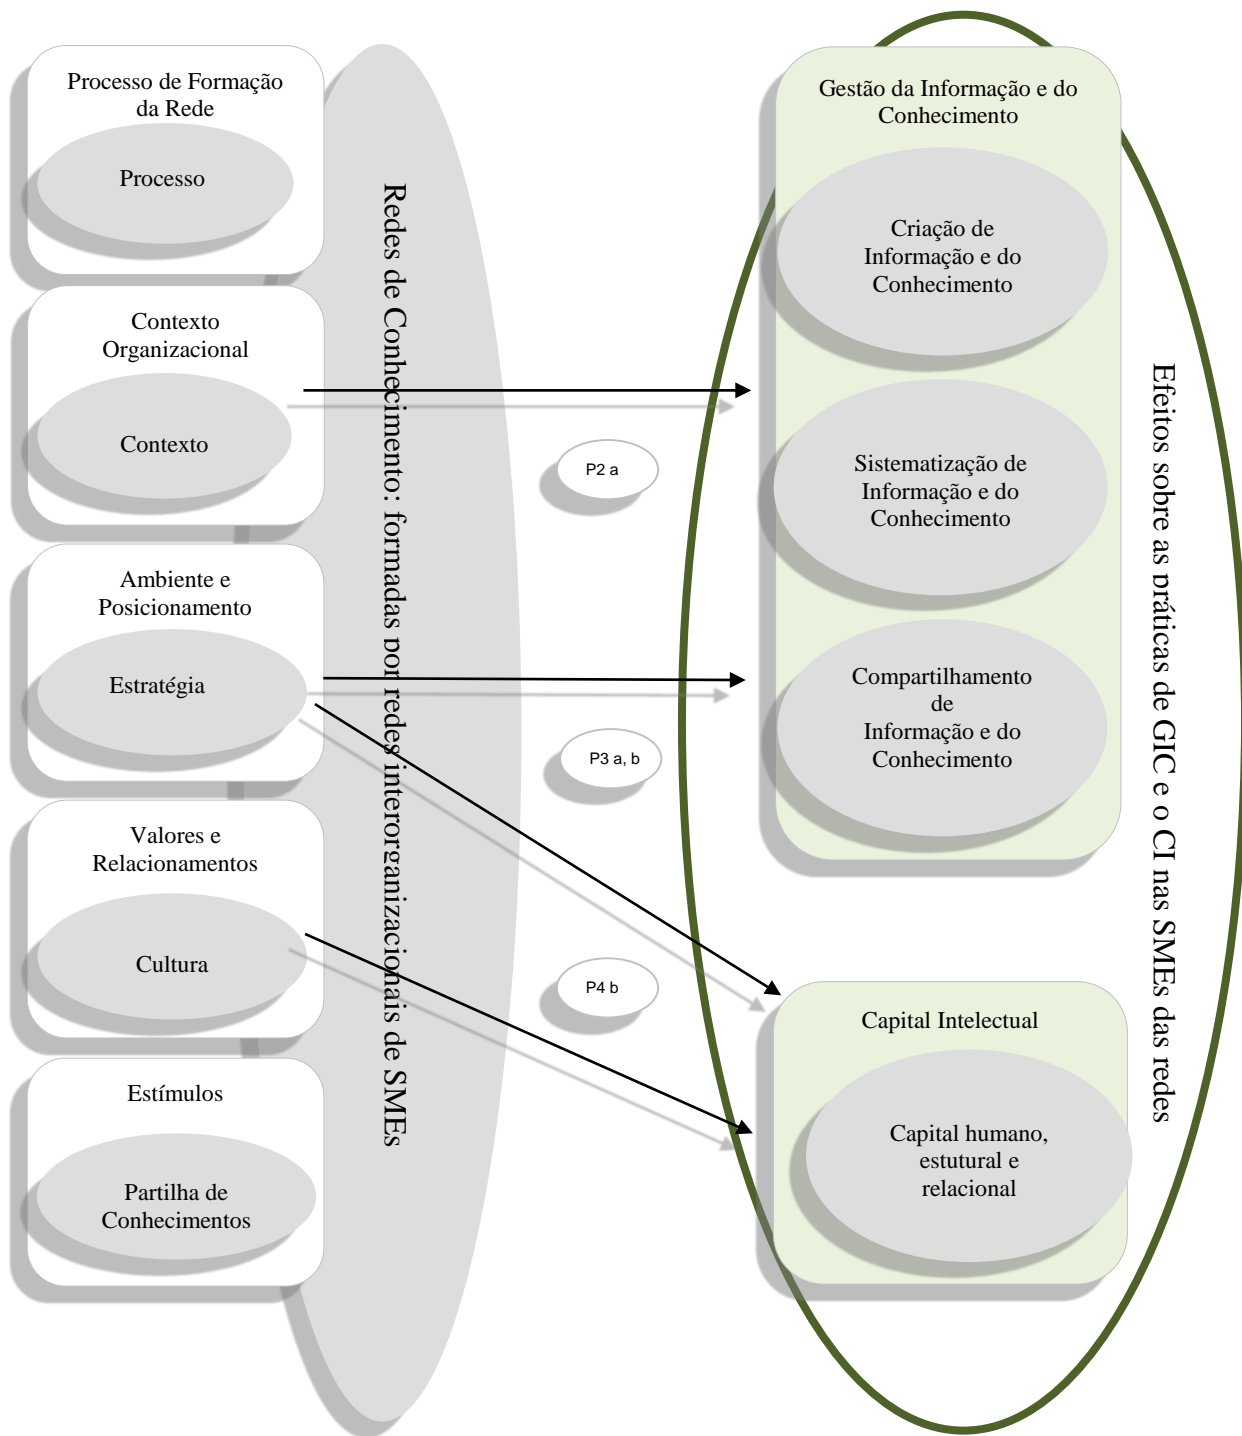 Processo de Formação
da Rede
Processo
Contexto
Organizacional
Contexto
Ambiente e
Posicionamento
Estratégia
Valores e
Relacionamentos
Cultura
Estímulos
Partilha de
Conhecimentos
Redes de Conhecimento: formadas por redes interorganizacionais de SMEs
P2 a
P3 a, b
P4 b
Gestão da Informação e do
Conhecimento
Criação de
Informação e do
Conhecimento
Sistematização de
Informação e do
Conhecimento
Compartilhamento
de
Informação e do
Conhecimento
Capital Intelectual
Capital humano,
estutural e
relacional
Efeitos sobre as práticas de GIC e o CI nas SMEs das redes